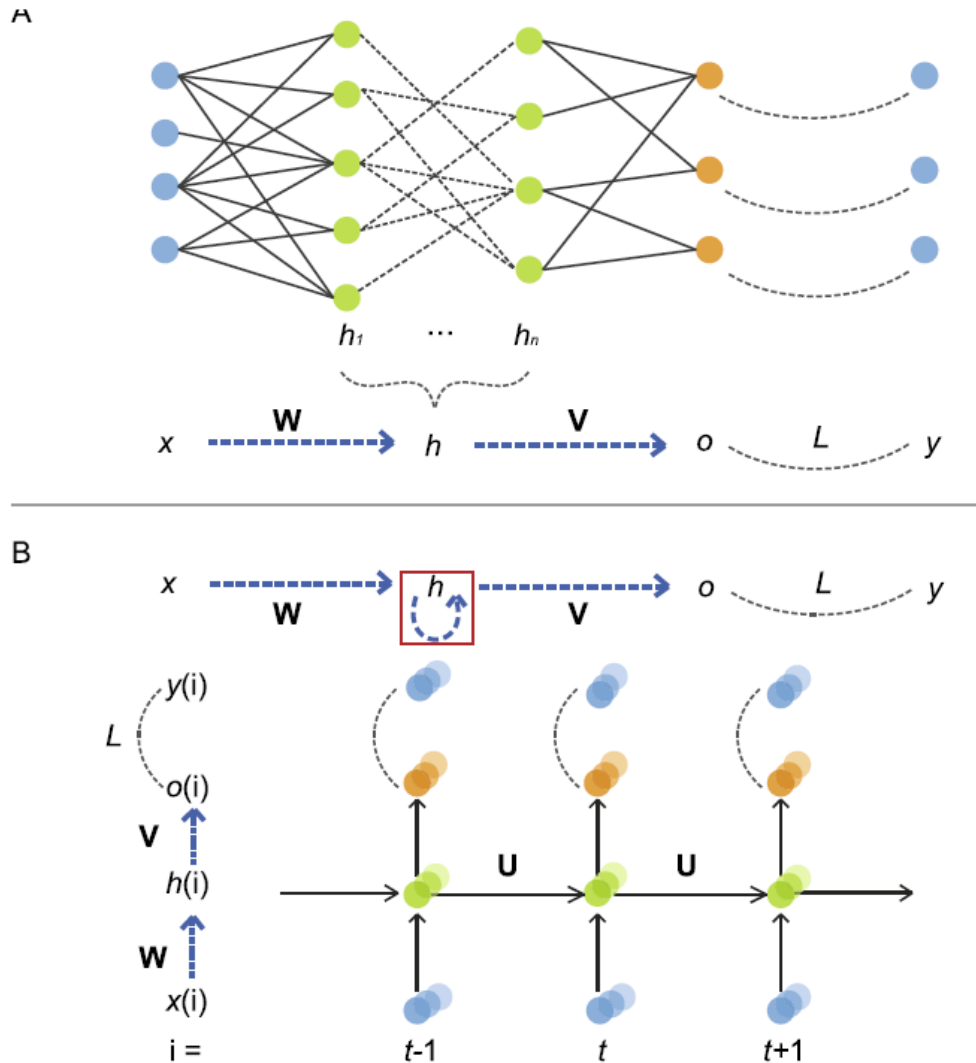 A
h1 ... hn
W V
x h o L y
B
x h o L y
W V
y(i)
L
o(i)
V
U U
h(i)
W
x(i)
i = t-1 t t+1